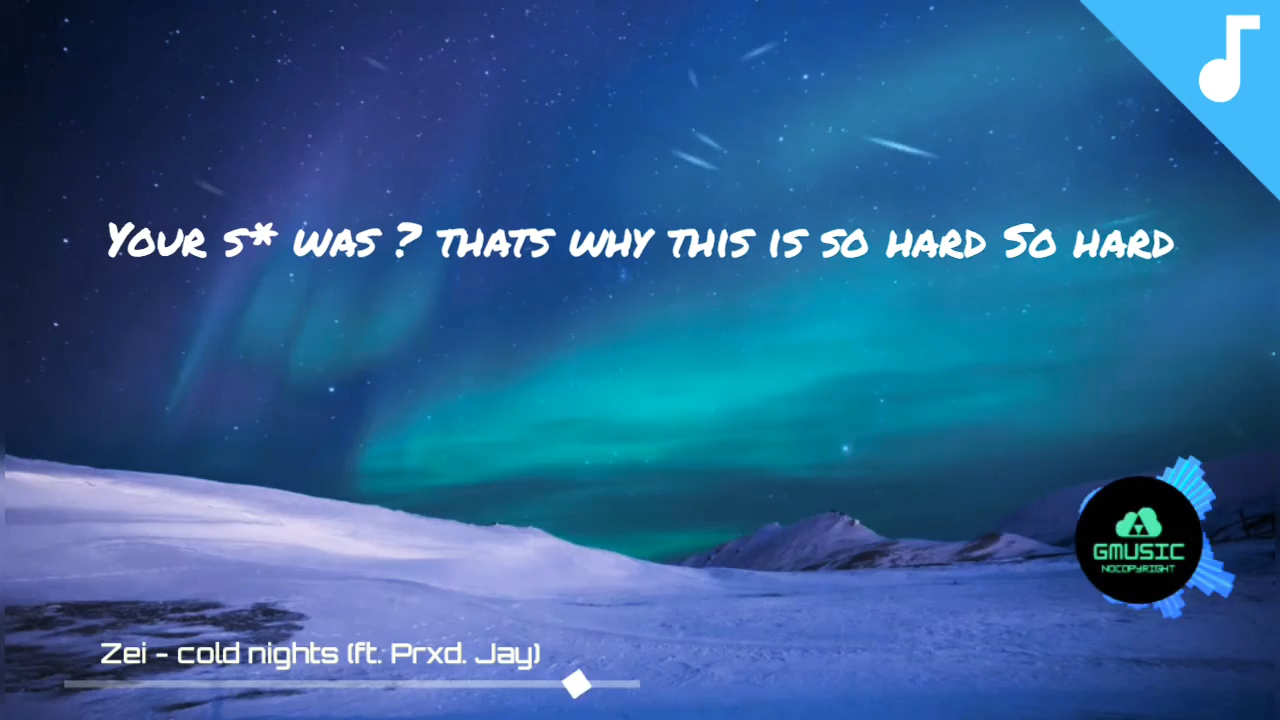 Your s* was ? thats why this is so hard So hard
GMUSIC
NOCOPYRIGHT
Zei - cold nights (ft. Prxd. Jay)